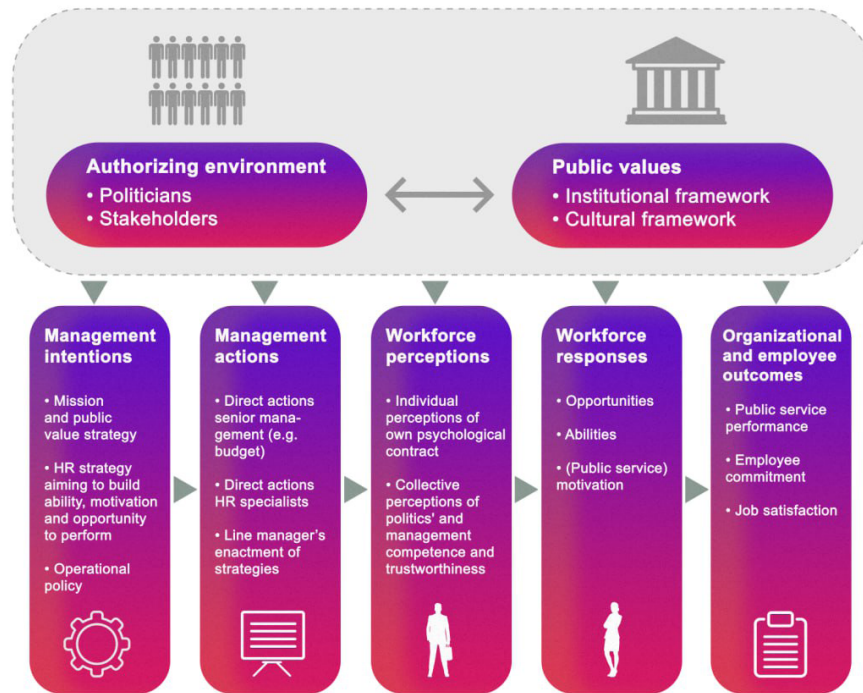 Authorizing environment
• Politicians
• Stakeholders
Public values
• Institutional framework
• Cultural framework
Management
intentions
• Mission
and public
value strategy
• HR strategy
aiming to build
ability, motivation
and opportunity
to perform
• Operational
policy
Management
actions
• Direct actions
senior mana-
gement (e.g.
budget)
• Direct actions
HR specialists
• Line manager's
enactment of
strategies
Workforce
perceptions
• Individual
perceptions of
own psychological
contract
• Collective
perceptions of
politics' and
management
competence and
trustworthiness
Workforce
responses
• Opportunities
• Abilities
• (Public service)
motivation
Organizational
and employee
outcomes
• Public service
performance
• Employee
commitment
• Job satisfaction